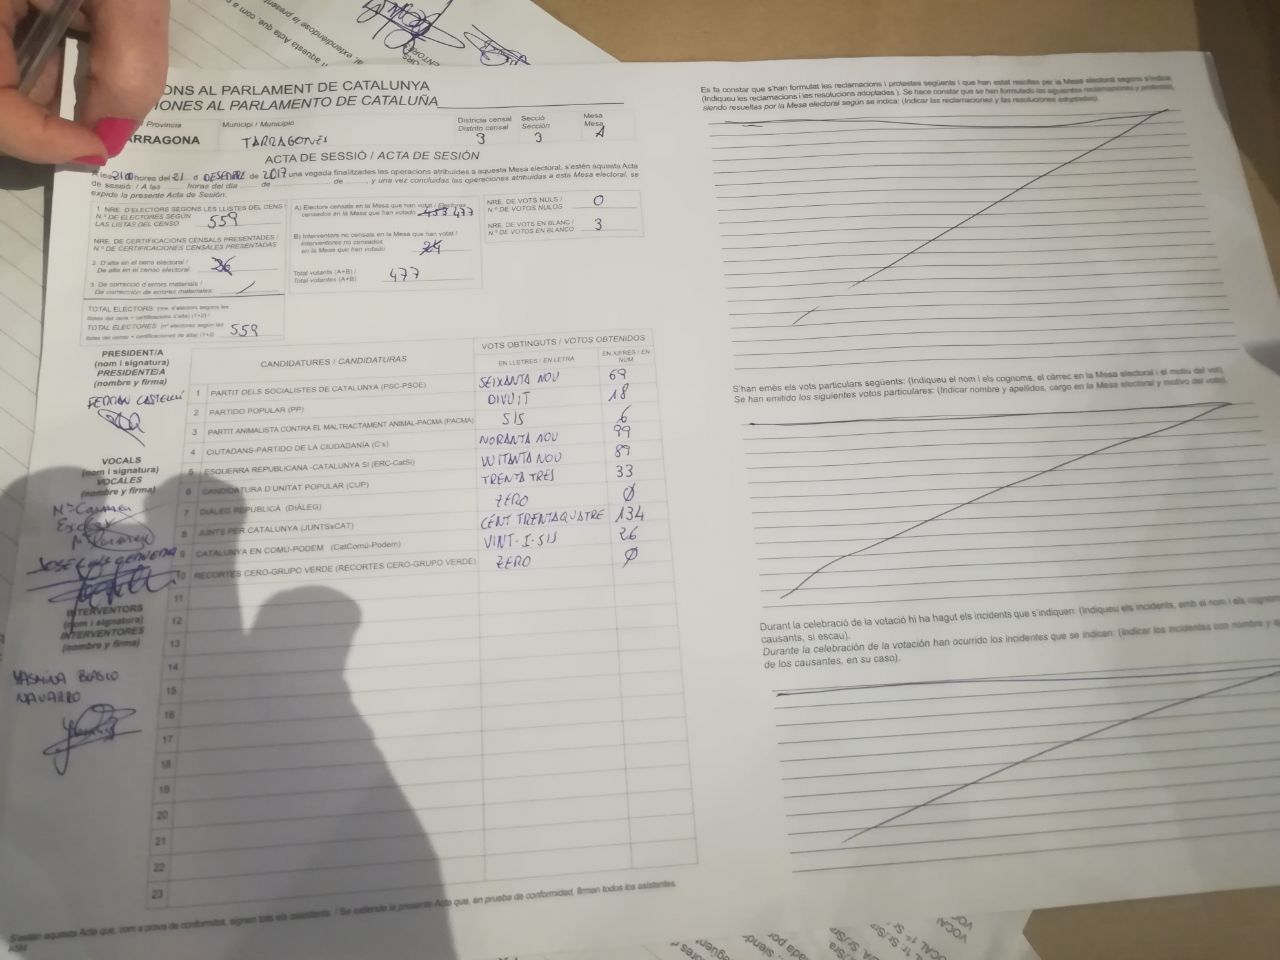 ONS AL PARLAMENT DE CATALUNYA
IONES AL PARLAMENTO DE CATALUÑA
/ Provincia
ARRAGONA
Municipi / Municipio
TARRAGONES
Districte censal
Distrito censal
3
Secció
Sección
3
Mesa
Mesa
A
ACTA DE SESSIÓ / ACTA DE SESIÓN
hores del 21 d DESEMBRE de 2017 una vegada finalitzades les operacions atribuïdes a aquesta Mesa electoral, s'estén aquesta Acta
de sessió. / A las ...... horas del día ...... de ...... de ......, y una vez concluidas las operaciones atribuidas a esta Mesa electoral, se
expide la presente Acta de Sesión.
1. NRE. D'ELECTORS SEGONS LES LLISTES DEL CENS /
N.º DE ELECTORES SEGÚN
LAS LISTAS DEL CENSO
559
NRE. DE CERTIFICACIONS CENSALS PRESENTADES /
N.º DE CERTIFICACIONES CENSALES PRESENTADAS
2. D'alta en el cens electoral /
De alta en el censo electoral
3. De correcció d'errors materials /
De corrección de errores materiales
TOTAL ELECTORS: (nre. d'electors segons les
llistes del cens + certificacions d'alta) (1+2) /
TOTAL ELECTORES: (nº electores según las
listas del censo + certificaciones de alta) (1+2)
559
A) Electors censats en la Mesa que han votat / Electores
censados en la Mesa que han votado 453 477
B) Interventors no censats en la Mesa que han votat /
Interventores no censados
en la Mesa que han votado
24
Total votants (A+B) /
Total votantes (A+B)
477
NRE. DE VOTS NULS /
N.º DE VOTOS NULOS
0
NRE. DE VOTS EN BLANC /
N.º DE VOTOS EN BLANCO
3
PRESIDENT/A
(nom i signatura)
PRESIDENTE/A
(nombre y firma)
VOCALS
(nom i signatura)
VOCALES
(nombre y firma)
Mª Carmen
INTERVENTORS
(nom i signatura)
INTERVENTORES
(nombre y firma)
YASMINA
NAVARRO
CANDIDATURES / CANDIDATURAS
VOTS OBTINGUTS / VOTOS OBTENIDOS
EN LLETRES / EN LETRA
EN XIFRES / EN NÚM.
1 PARTIT DELS SOCIALISTES DE CATALUNYA (PSC-PSOE) SEIXANTA NOU 69
2 PARTIDO POPULAR (PP) DIVUIT 18
3 PARTIT ANIMALISTA CONTRA EL MALTRACTAMENT ANIMAL-PACMA (PACMA) SIS 6
4 CIUTADANS-PARTIDO DE LA CIUDADANÍA (C's) NORANTA NOU 99
5 ESQUERRA REPUBLICANA -CATALUNYA SÍ (ERC-CatSí) VUITANTA NOU 89
6 CANDIDATURA D'UNITAT POPULAR (CUP) TRENTA TRES 33
7 DIÀLEG REPUBLICÀ (DIÀLEG) ZERO 0
8 JUNTS PER CATALUNYA (JUNTSxCAT) CENT TRENTAQUATRE 134
9 CATALUNYA EN COMÚ-PODEM (CatComú-Podem) VINT-I-SIS 26
10 RECORTES CERO-GRUPO VERDE (RECORTES CERO-GRUPO VERDE) ZERO 0
11
12
13
14
15
16
17
18
19
20
21
22
23
S'estén aquesta Acta que, com a prova de conformitat, signen tots els assistents. / Se extiende la presente Acta que, en prueba de conformidad, firman todos los asistentes.
Es fa constar que s'han formulat les reclamacions i protestes següents i que han estat resoltes per la Mesa electoral segons s'indica:
(Indiqueu les reclamacions i les resolucions adoptades). Se hace constar que se han formulado las siguientes reclamaciones y protestas,
siendo resueltas por la Mesa electoral según se indica: (Indicar las reclamaciones y las resoluciones adoptadas).
S'han emès els vots particulars següents: (Indiqueu el nom i els cognoms, el càrrec en la Mesa electoral i el motiu del vot).
Se han emitido los siguientes votos particulares: (Indicar nombre y apellidos, cargo en la Mesa electoral y motivo del voto).
Durant la celebració de la votació hi ha hagut els incidents que s'indiquen: (Indiqueu els incidents, amb el nom i els
causants, si escau).
Durante la celebración de la votación han ocurrido los incidentes que se indican: (Indicar los incidentes con nombre y
de los causantes, en su caso).